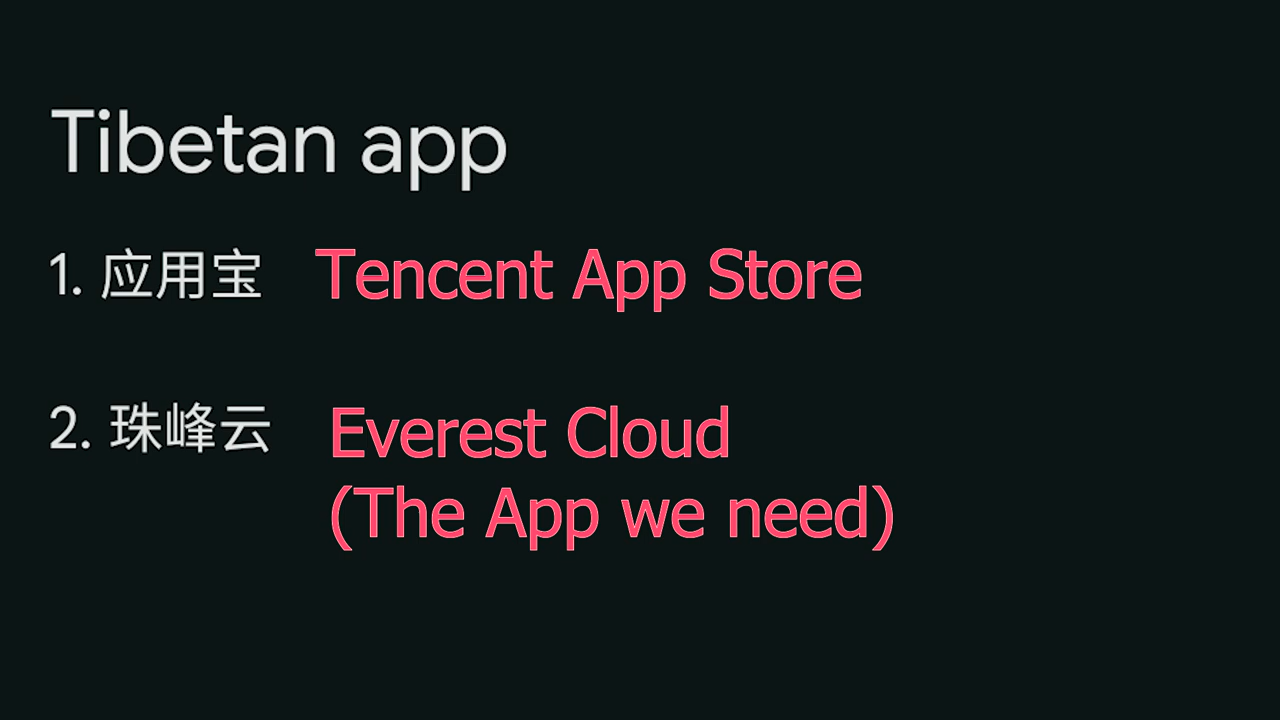 Tibetan app
1. 应用宝 Tencent App Store
2. 珠峰云 Everest Cloud
(The App we need)